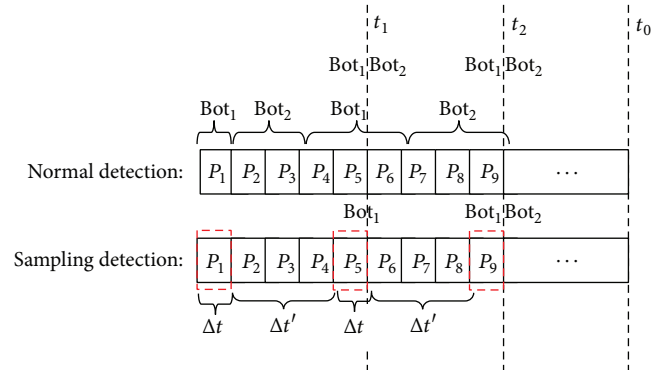 t₁ t₂ t₀
Bot₁ Bot₂ Bot₁ Bot₂
Bot₁ Bot₂ Bot₁ Bot₂
Normal detection: P₁ P₂ P₃ P₄ P₅ P₆ P₇ P₈ P₉ ⋯
Bot₁ Bot₁ Bot₂
Sampling detection: P₁ P₂ P₃ P₄ P₅ P₆ P₇ P₈ P₉ ⋯
Δt Δt′ Δt Δt′